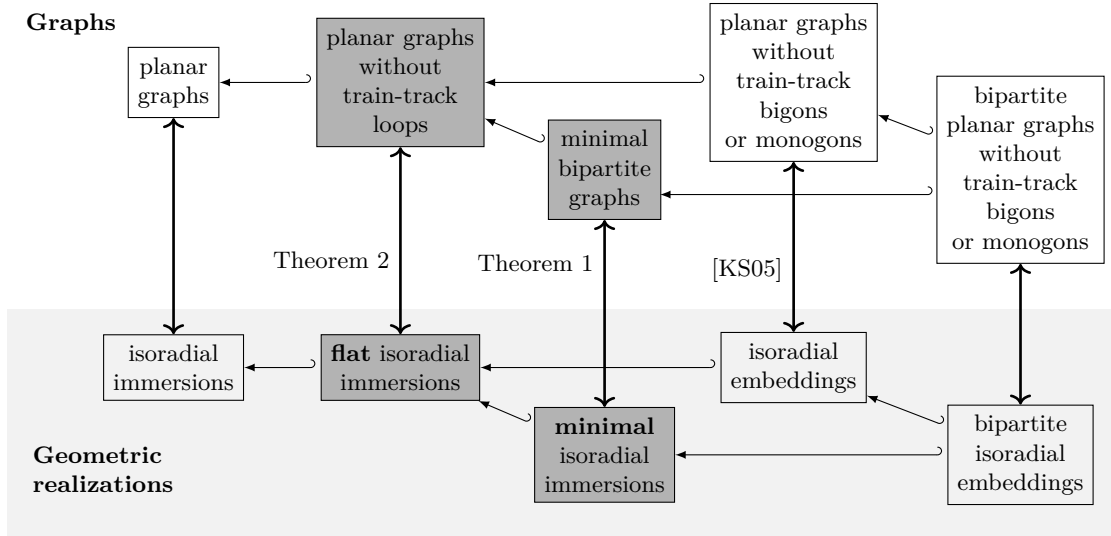 Graphs
planar
graphs
planar graphs
without
train-track
loops
minimal
bipartite
graphs
planar graphs
without
train-track
bigons
or monogons
bipartite
planar graphs
without
train-track
bigons
or monogons
Theorem 2
Theorem 1
[KS05]
isoradial
immersions
flat isoradial
immersions
minimal
isoradial
immersions
isoradial
embeddings
bipartite
isoradial
embeddings
Geometric
realizations